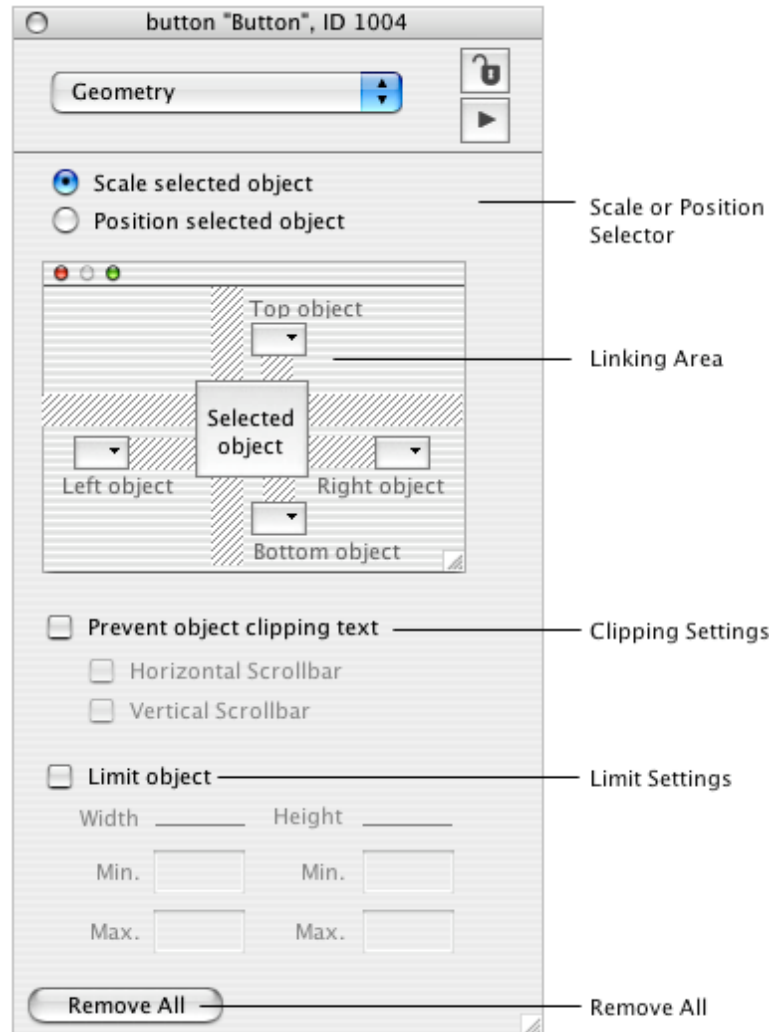 button "Button", ID 1004
Geometry
Scale selected object
Position selected object
Scale or Position
Selector
Top object
Linking Area
Selected
object
Left object
Right object
Bottom object
Prevent object clipping text
Clipping Settings
Horizontal Scrollbar
Vertical Scrollbar
Limit object
Limit Settings
Width Height
Min. Min.
Max. Max.
Remove All
Remove All